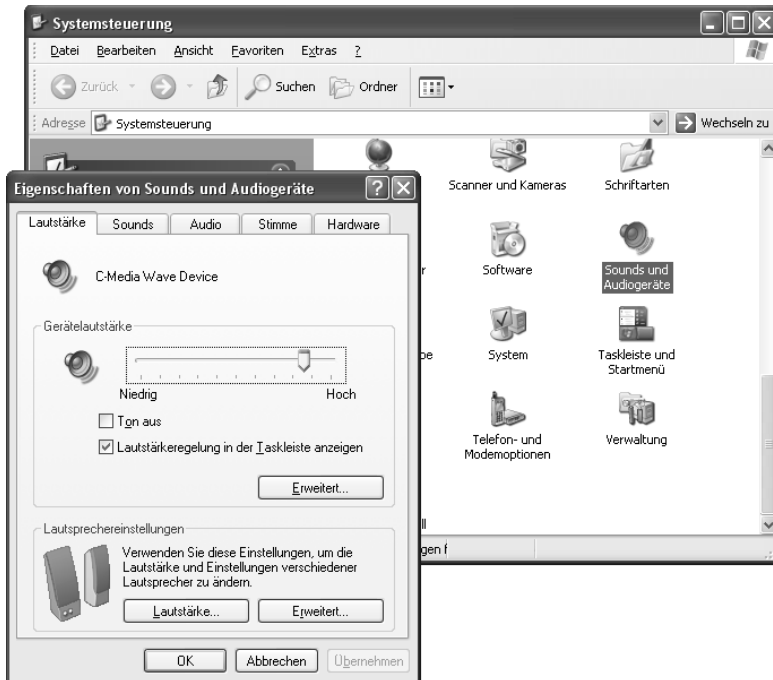 Systemsteuerung
Datei Bearbeiten Ansicht Favoriten Extras ?
Zurück Suchen Ordner
Adresse Systemsteuerung Wechseln zu
Scanner und Kameras Schriftarten
Software Sounds und
Audiogeräte
System Taskleiste und
Startmenü
Telefon- und
Modemoptionen Verwaltung
Eigenschaften von Sounds und Audiogeräte
Lautstärke Sounds Audio Stimme Hardware
C-Media Wave Device
Gerätelautstärke
Niedrig Hoch
Ton aus
Lautstärkeregelung in der Taskleiste anzeigen
Erweitert...
Lautsprechereinstellungen
Verwenden Sie diese Einstellungen, um die
Lautstärke und Einstellungen verschiedener
Lautsprecher zu ändern.
Lautstärke... Erweitert...
OK Abbrechen Übernehmen